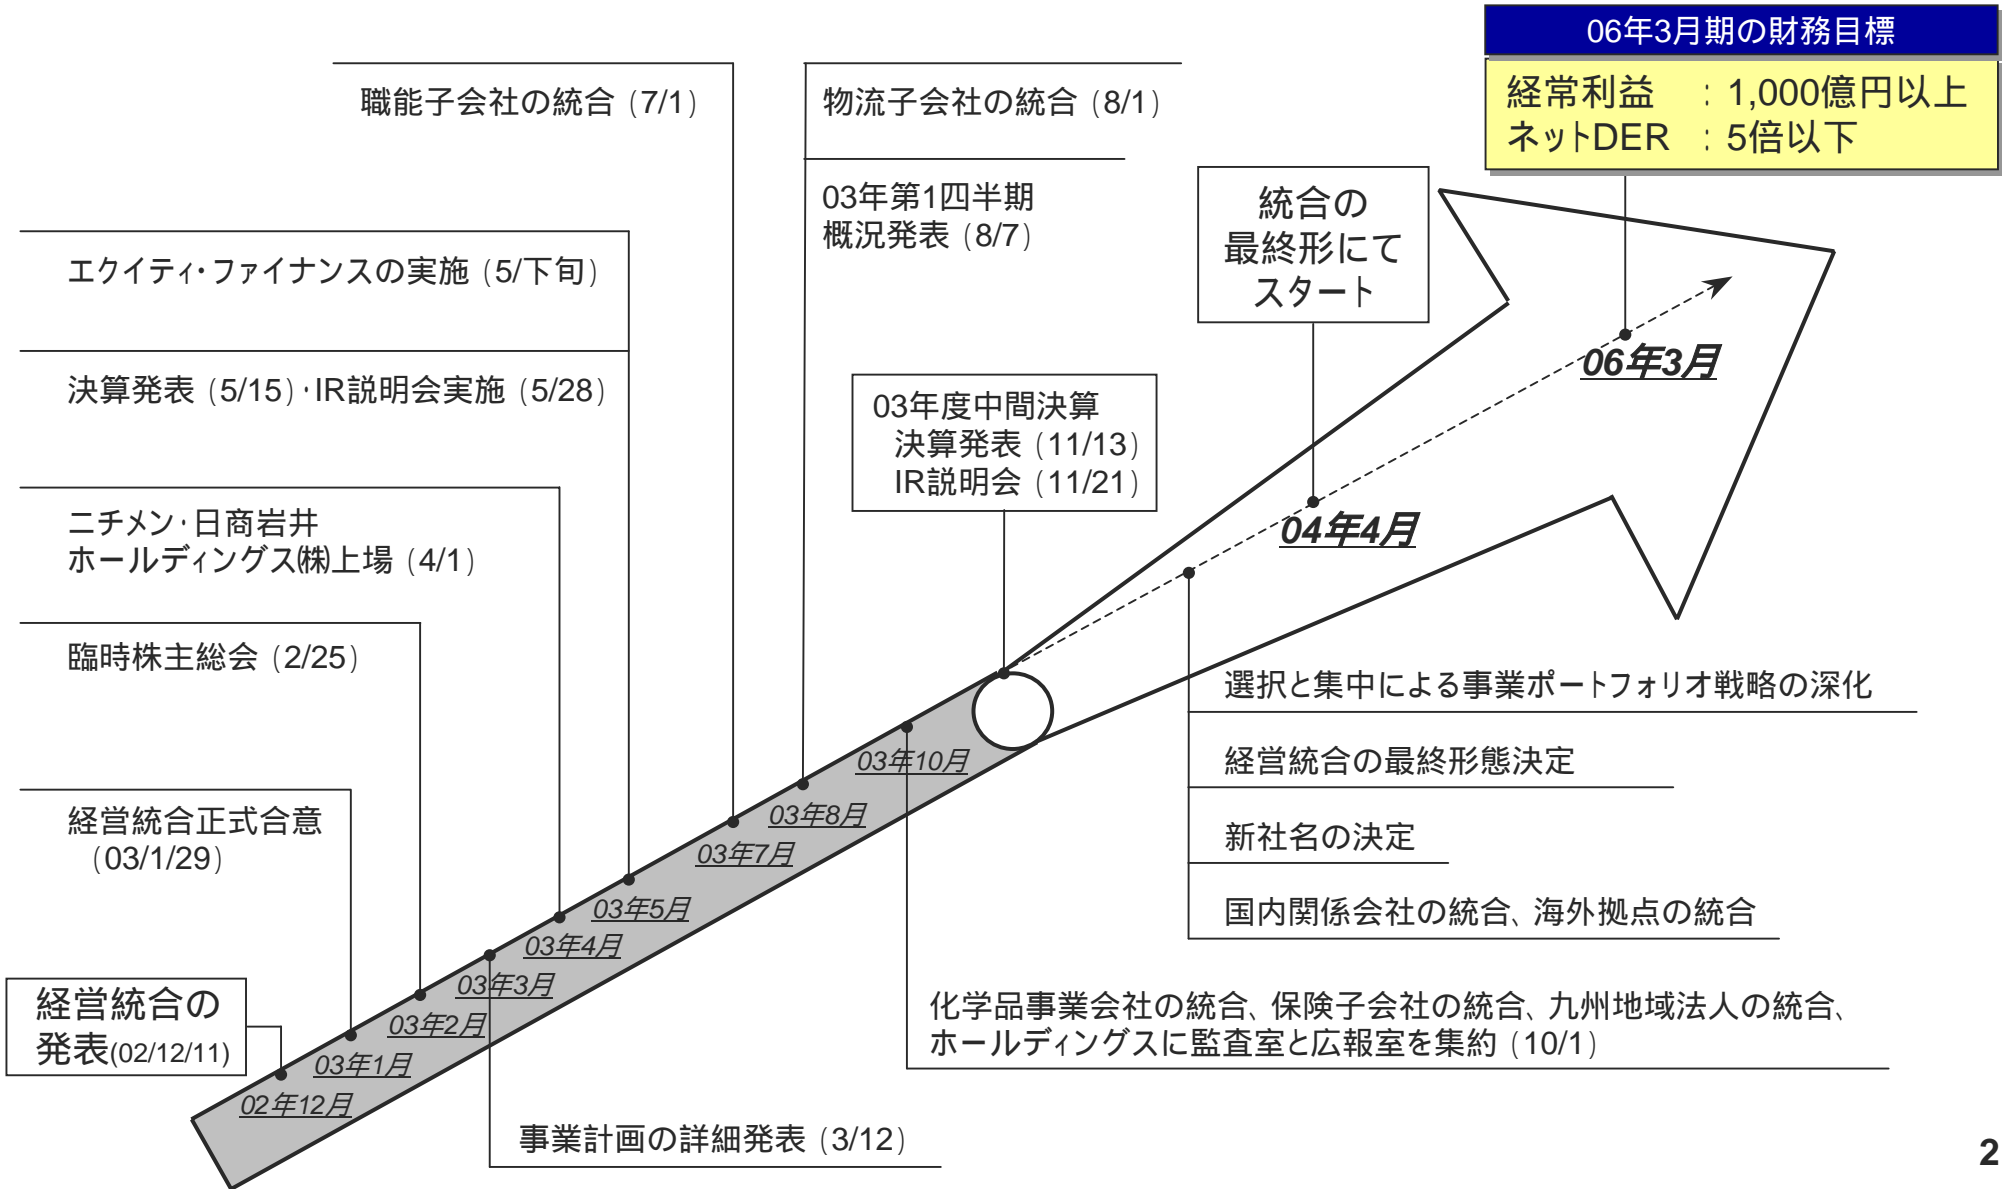 06年3月期の財務目標
経常利益 : 1,000億円以上
ネットDER : 5倍以下
職能子会社の統合 (7/1)
物流子会社の統合 (8/1)
03年第1四半期
概況発表 (8/7)
統合の
最終形にて
スタート
エクイティ・ファイナンスの実施 (5/下旬)
決算発表 (5/15)・IR説明会実施 (5/28)
06年3月
03年度中間決算
決算発表 (11/13)
IR説明会 (11/21)
ニチメン・日商岩井
ホールディングス㈱上場 (4/1)
04年4月
臨時株主総会 (2/25)
選択と集中による事業ポートフォリオ戦略の深化
経営統合の最終形態決定
新社名の決定
国内関係会社の統合、海外拠点の統合
経営統合正式合意
(03/1/29)
03年10月
03年8月
03年7月
03年5月
03年4月
03年3月
03年2月
03年1月
02年12月
経営統合の
発表(02/12/11)
化学品事業会社の統合、保険子会社の統合、九州地域法人の統合、
ホールディングスに監査室と広報室を集約 (10/1)
事業計画の詳細発表 (3/12)
2